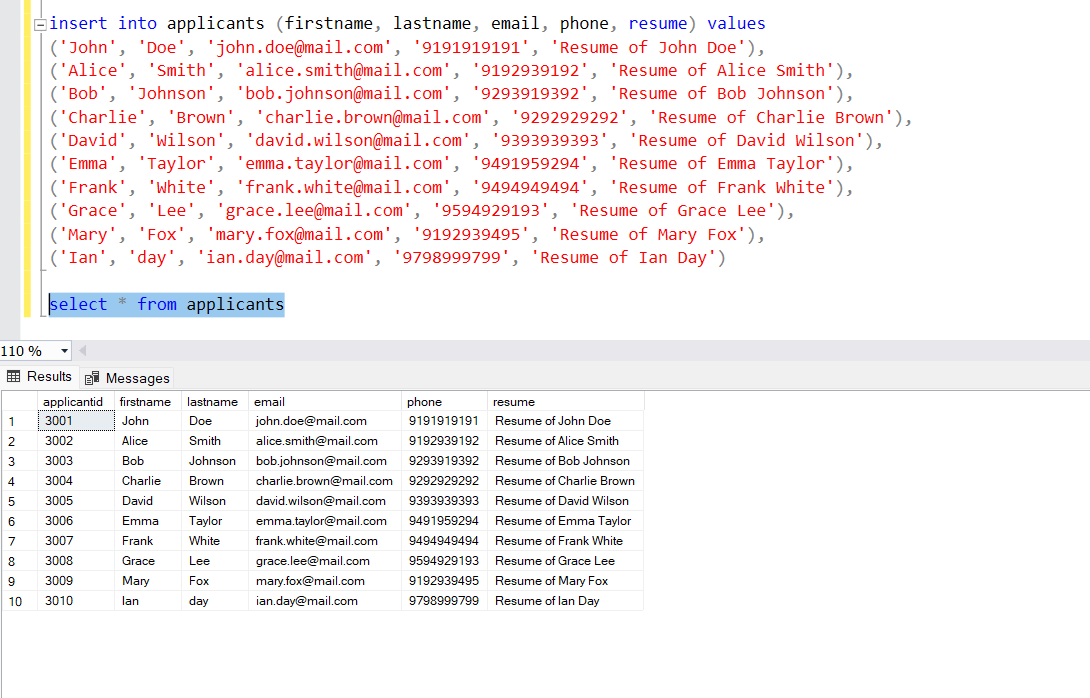 insert into applicants (firstname, lastname, email, phone, resume) values
('John', 'Doe', 'john.doe@mail.com', '9191919191', 'Resume of John Doe'),
('Alice', 'Smith', 'alice.smith@mail.com', '9192939192', 'Resume of Alice Smith'),
('Bob', 'Johnson', 'bob.johnson@mail.com', '9293919392', 'Resume of Bob Johnson'),
('Charlie', 'Brown', 'charlie.brown@mail.com', '9292929292', 'Resume of Charlie Brown'),
('David', 'Wilson', 'david.wilson@mail.com', '9393939393', 'Resume of David Wilson'),
('Emma', 'Taylor', 'emma.taylor@mail.com', '9491959294', 'Resume of Emma Taylor'),
('Frank', 'White', 'frank.white@mail.com', '9494949494', 'Resume of Frank White'),
('Grace', 'Lee', 'grace.lee@mail.com', '9594929193', 'Resume of Grace Lee'),
('Mary', 'Fox', 'mary.fox@mail.com', '9192939495', 'Resume of Mary Fox'),
('Ian', 'day', 'ian.day@mail.com', '9798999799', 'Resume of Ian Day')
select * from applicants
110 %
Results Messages
applicantid firstname lastname email phone resume
1 3001 John Doe john.doe@mail.com 9191919191 Resume of John Doe
2 3002 Alice Smith alice.smith@mail.com 9192939192 Resume of Alice Smith
3 3003 Bob Johnson bob.johnson@mail.com 9293919392 Resume of Bob Johnson
4 3004 Charlie Brown charlie.brown@mail.com 9292929292 Resume of Charlie Brown
5 3005 David Wilson david.wilson@mail.com 9393939393 Resume of David Wilson
6 3006 Emma Taylor emma.taylor@mail.com 9491959294 Resume of Emma Taylor
7 3007 Frank White frank.white@mail.com 9494949494 Resume of Frank White
8 3008 Grace Lee grace.lee@mail.com 9594929193 Resume of Grace Lee
9 3009 Mary Fox mary.fox@mail.com 9192939495 Resume of Mary Fox
10 3010 Ian day ian.day@mail.com 9798999799 Resume of Ian Day